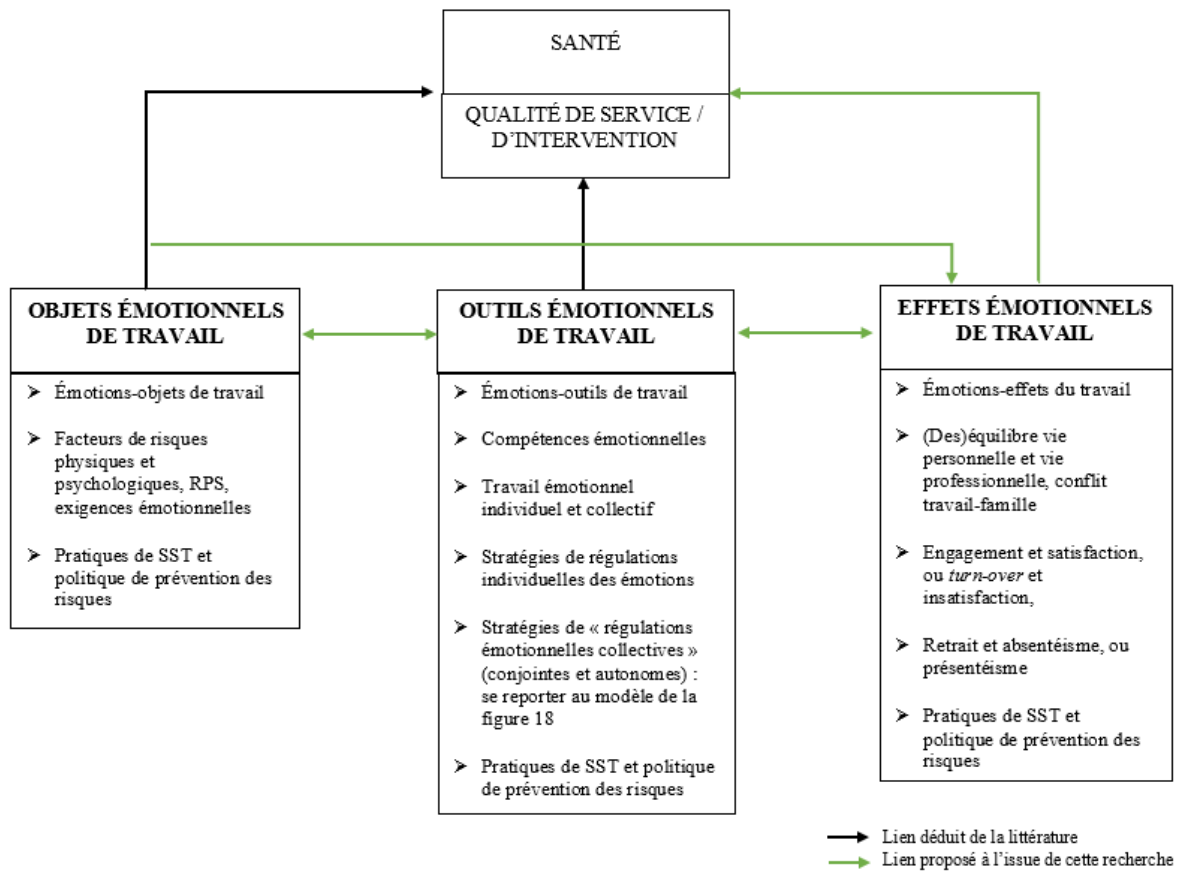 SANTÉ
QUALITÉ DE SERVICE /
D’INTERVENTION
OBJETS ÉMOTIONNELS
DE TRAVAIL
➢ Émotions-objets de travail
➢ Facteurs de risques
physiques et
psychologiques, RPS,
exigences émotionnelles
➢ Pratiques de SST et
politique de prévention des
risques
OUTILS ÉMOTIONNELS
DE TRAVAIL
➢ Émotions-outils de travail
➢ Compétences émotionnelles
➢ Travail émotionnel
individuel et collectif
➢ Stratégies de régulations
individuelles des émotions
➢ Stratégies de « régulations
émotionnelles collectives »
(conjointes et autonomes) :
se reporter au modèle de la
figure 18
➢ Pratiques de SST et politique
de prévention des risques
EFFETS ÉMOTIONNELS
DE TRAVAIL
➢ Émotions-effets du travail
➢ (Des)équilibre vie
personnelle et vie
professionnelle, conflit
travail-famille
➢ Engagement et satisfaction,
ou turn-over et
insatisfaction,
➢ Retrait et absentéisme, ou
présentéisme
➢ Pratiques de SST et
politique de prévention des
risques
Lien déduit de la littérature
Lien proposé à l’issue de cette recherche